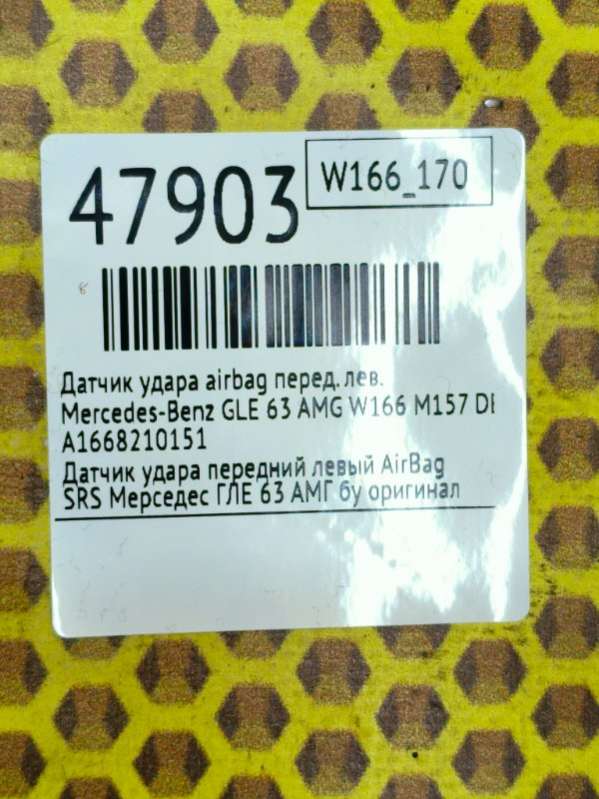 47903
W166_170
Датчик удара airbag перед. лев.
Mercedes-Benz GLE 63 AMG W166 M157 DE
A1668210151
Датчик удара передний левый AirBag
SRS Мерседес ГЛЕ 63 АМГ бу оригинал